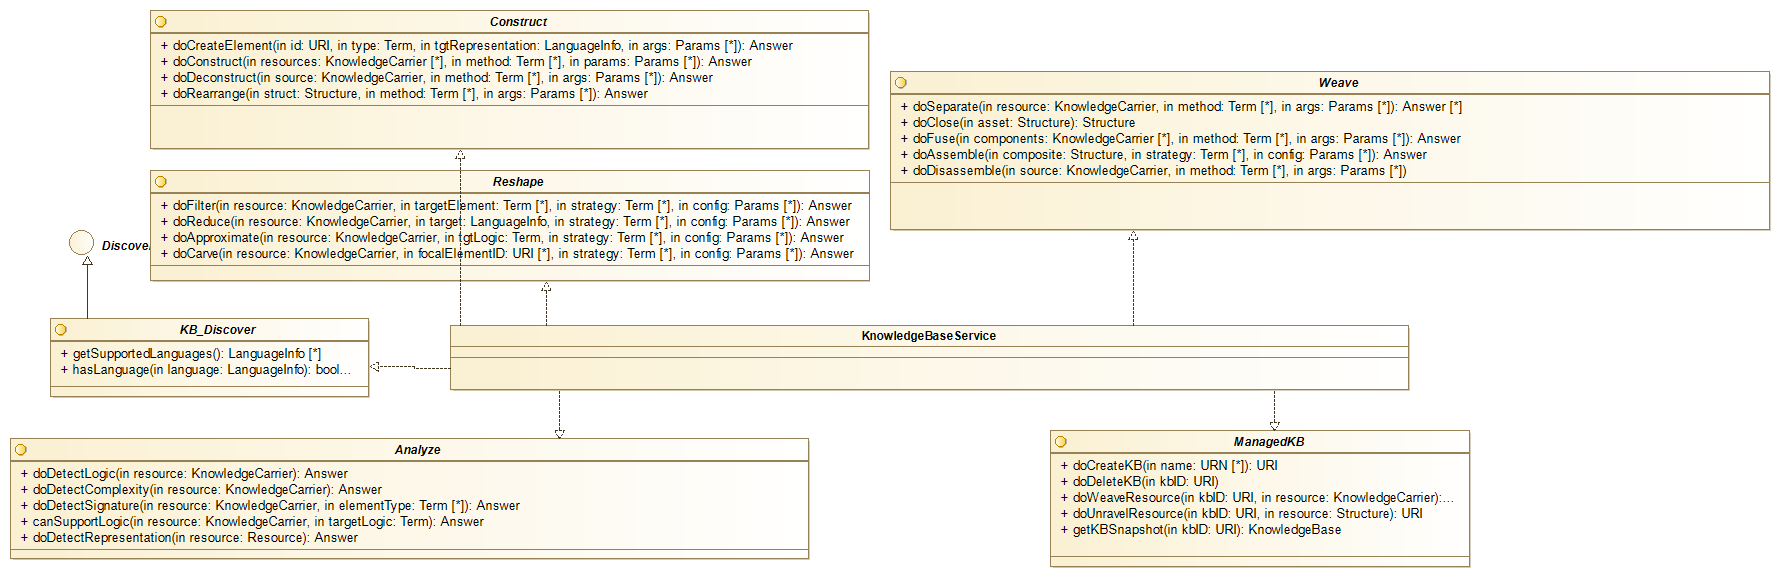 Construct
+ doCreateElement(in id: URI, in type: Term, in tgtRepresentation: LanguageInfo, in args: Params [*]): Answer
+ doConstruct(in resources: KnowledgeCarrier [*], in method: Term [*], in params: Params [*]): Answer
+ doDeconstruct(in source: KnowledgeCarrier, in method: Term [*], in args: Params [*]): Answer
+ doRearrange(in struct: Structure, in method: Term [*], in args: Params [*]): Answer
Weave
+ doSeparate(in resource: KnowledgeCarrier, in method: Term [*], in args: Params [*]): Answer [*]
+ doClose(in asset: Structure): Structure
+ doFuse(in components: KnowledgeCarrier [*], in method: Term [*], in args: Params [*]): Answer
+ doAssemble(in composite: Structure, in strategy: Term [*], in config: Params [*]): Answer
+ doDisassemble(in source: KnowledgeCarrier, in method: Term [*], in args: Params [*])
Reshape
+ doFilter(in resource: KnowledgeCarrier, in targetElement: Term [*], in strategy: Term [*], in config: Params [*]): Answer
+ doReduce(in resource: KnowledgeCarrier, in target: LanguageInfo, in strategy: Term [*], in config: Params [*]): Answer
+ doApproximate(in resource: KnowledgeCarrier, in tgtLogic: Term, in strategy: Term [*], in config: Params [*]): Answer
+ doCarve(in resource: KnowledgeCarrier, in focalElementID: URI [*], in strategy: Term [*], in config: Params [*]): Answer
Discover
KB_Discover
+ getSupportedLanguages(): LanguageInfo [*]
+ hasLanguage(in language: LanguageInfo): bool...
KnowledgeBaseService
Analyze
+ doDetectLogic(in resource: KnowledgeCarrier): Answer
+ doDetectComplexity(in resource: KnowledgeCarrier): Answer
+ doDetectSignature(in resource: KnowledgeCarrier, in elementType: Term [*]): Answer
+ canSupportLogic(in resource: KnowledgeCarrier, in targetLogic: Term): Answer
+ doDetectRepresentation(in resource: Resource): Answer
ManagedKB
+ doCreateKB(in name: URN [*]): URI
+ doDeleteKB(in kbID: URI)
+ doWeaveResource(in kbID: URI, in resource: KnowledgeCarrier):...
+ doUnravelResource(in kbID: URI, in resource: Structure): URI
+ getKBSnapshot(in kbID: URI): KnowledgeBase